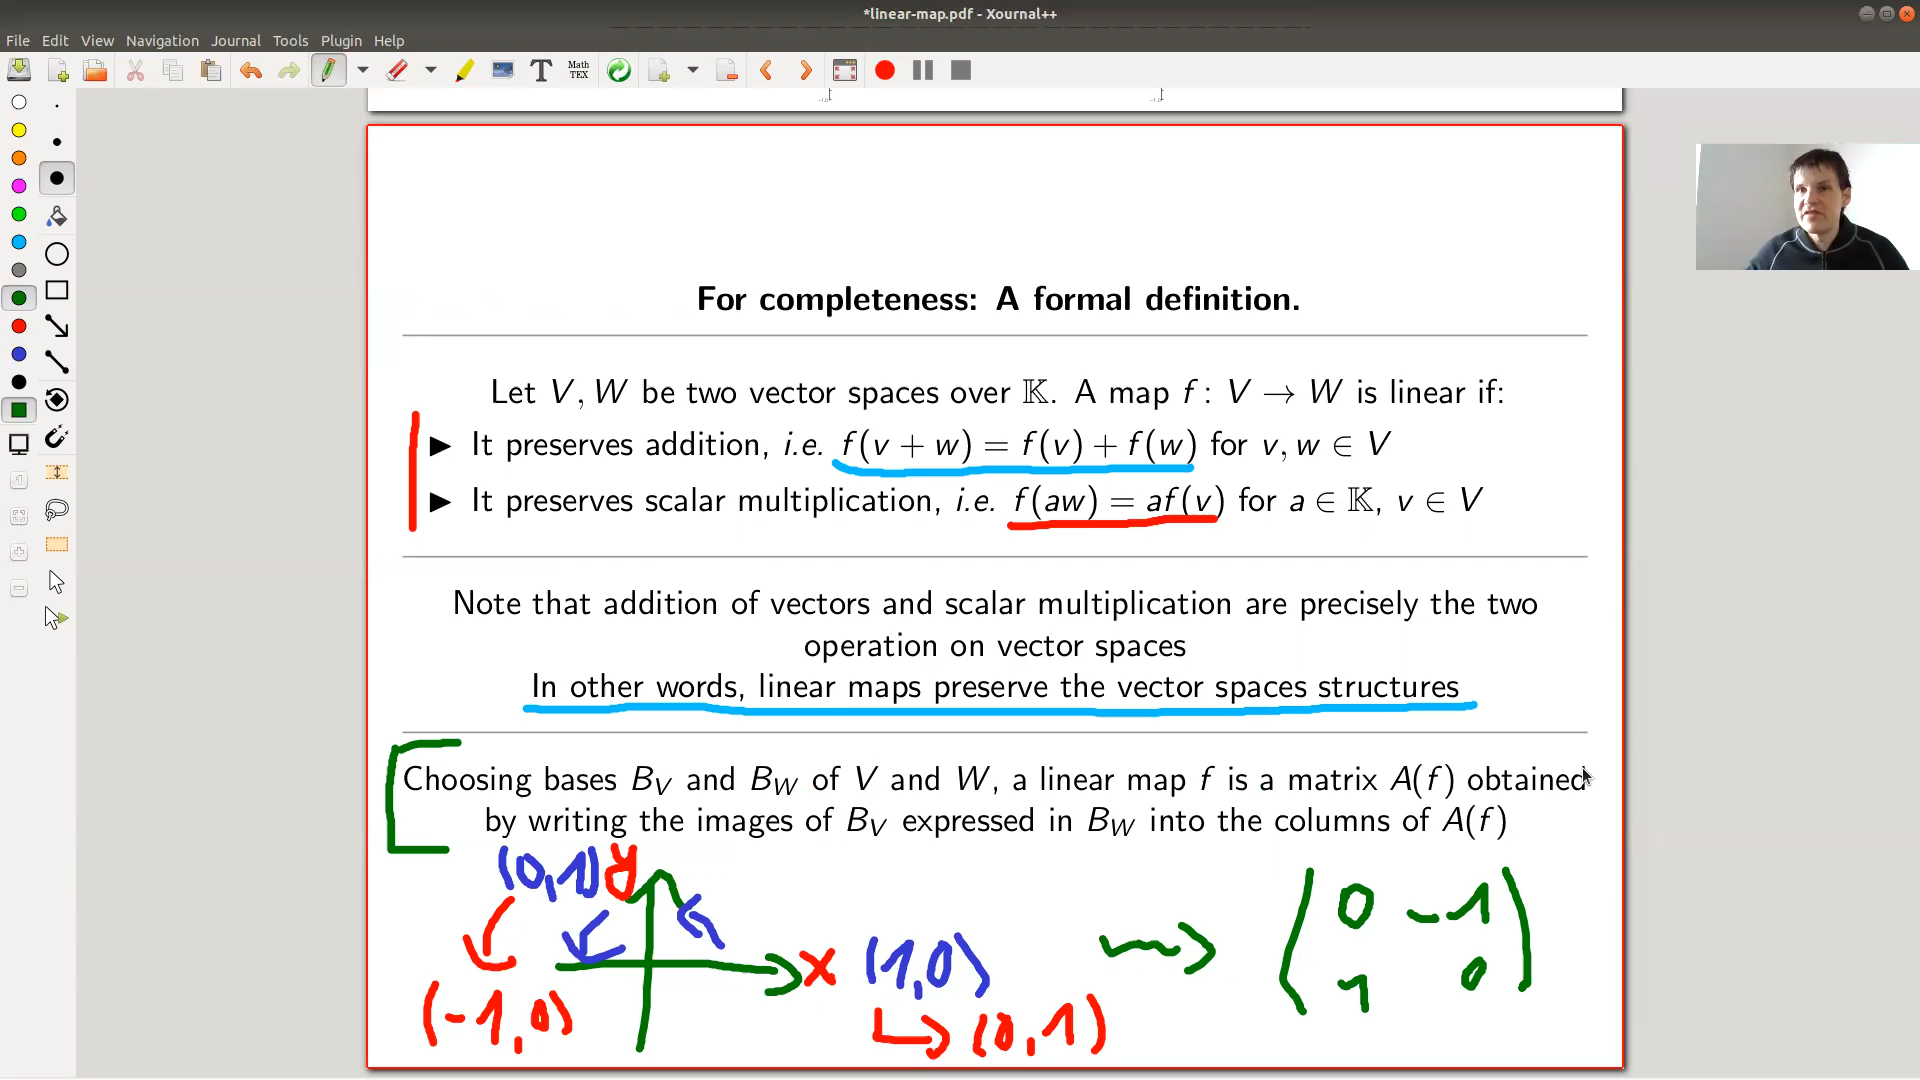 *linear-map.pdf - Xournal++
File Edit View Navigation Journal Tools Plugin Help
Math
TEX
For completeness: A formal definition.
Let V, W be two vector spaces over 𝕂. A map f : V → W is linear if:
▶ It preserves addition, i.e. f(v + w) = f(v) + f(w) for v, w ∈ V
▶ It preserves scalar multiplication, i.e. f(aw) = af(v) for a ∈ 𝕂, v ∈ V
Note that addition of vectors and scalar multiplication are precisely the two
operation on vector spaces
In other words, linear maps preserve the vector spaces structures
Choosing bases B_V and B_W of V and W, a linear map f is a matrix A(f) obtained
by writing the images of B_V expressed in B_W into the columns of A(f)
(0,1) y
(-1,0)
x (1,0)
(0,1)
0 -1
1 0